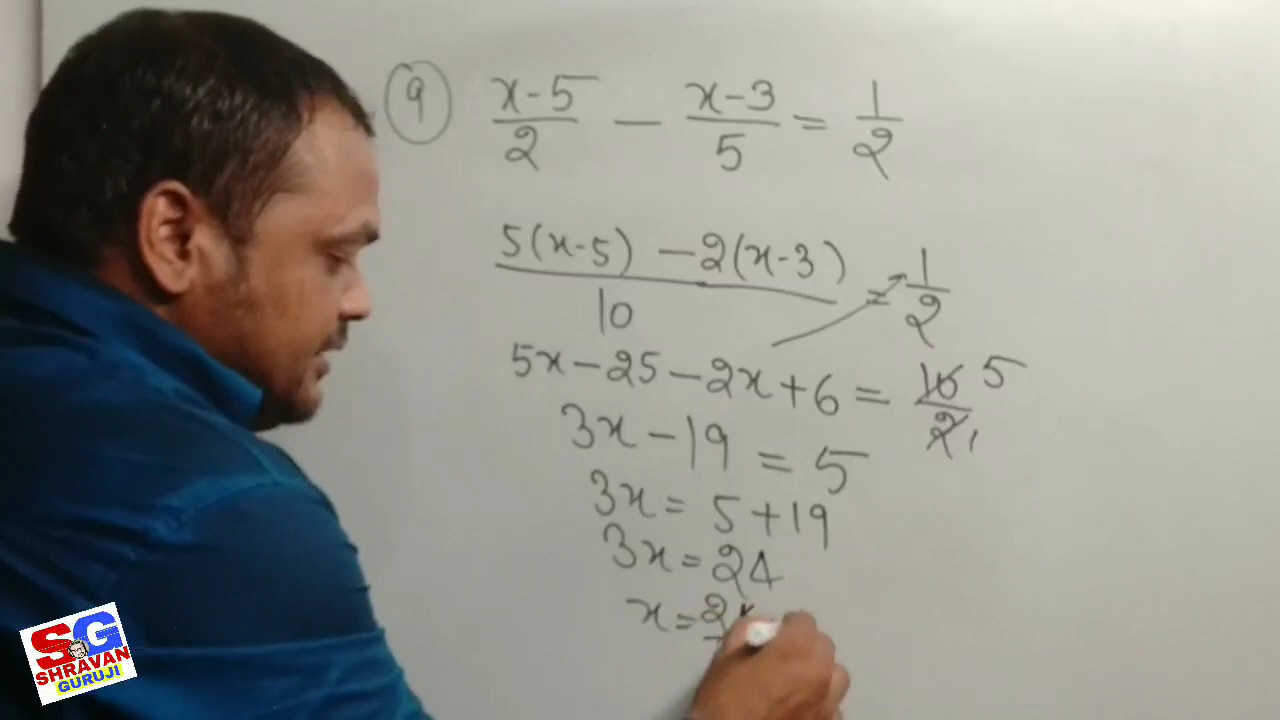 9 x-5/2 - x-3/5 = 1/2
5(x-5) -2(x-3)/10 = 1/2
5x-25-2x+6 = 10/2 5 1
3x-19 = 5
3x = 5+19
3x = 24
x = 24
SG
SHRAVAN
GURUJI